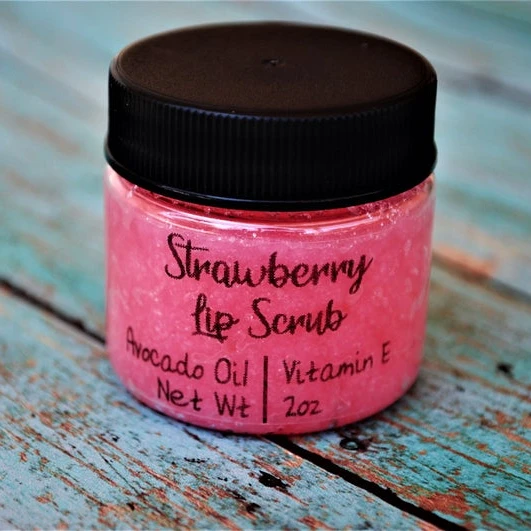 Strawberry
Lip Scrub
Avocado Oil | Vitamin E
Net Wt | 2oz